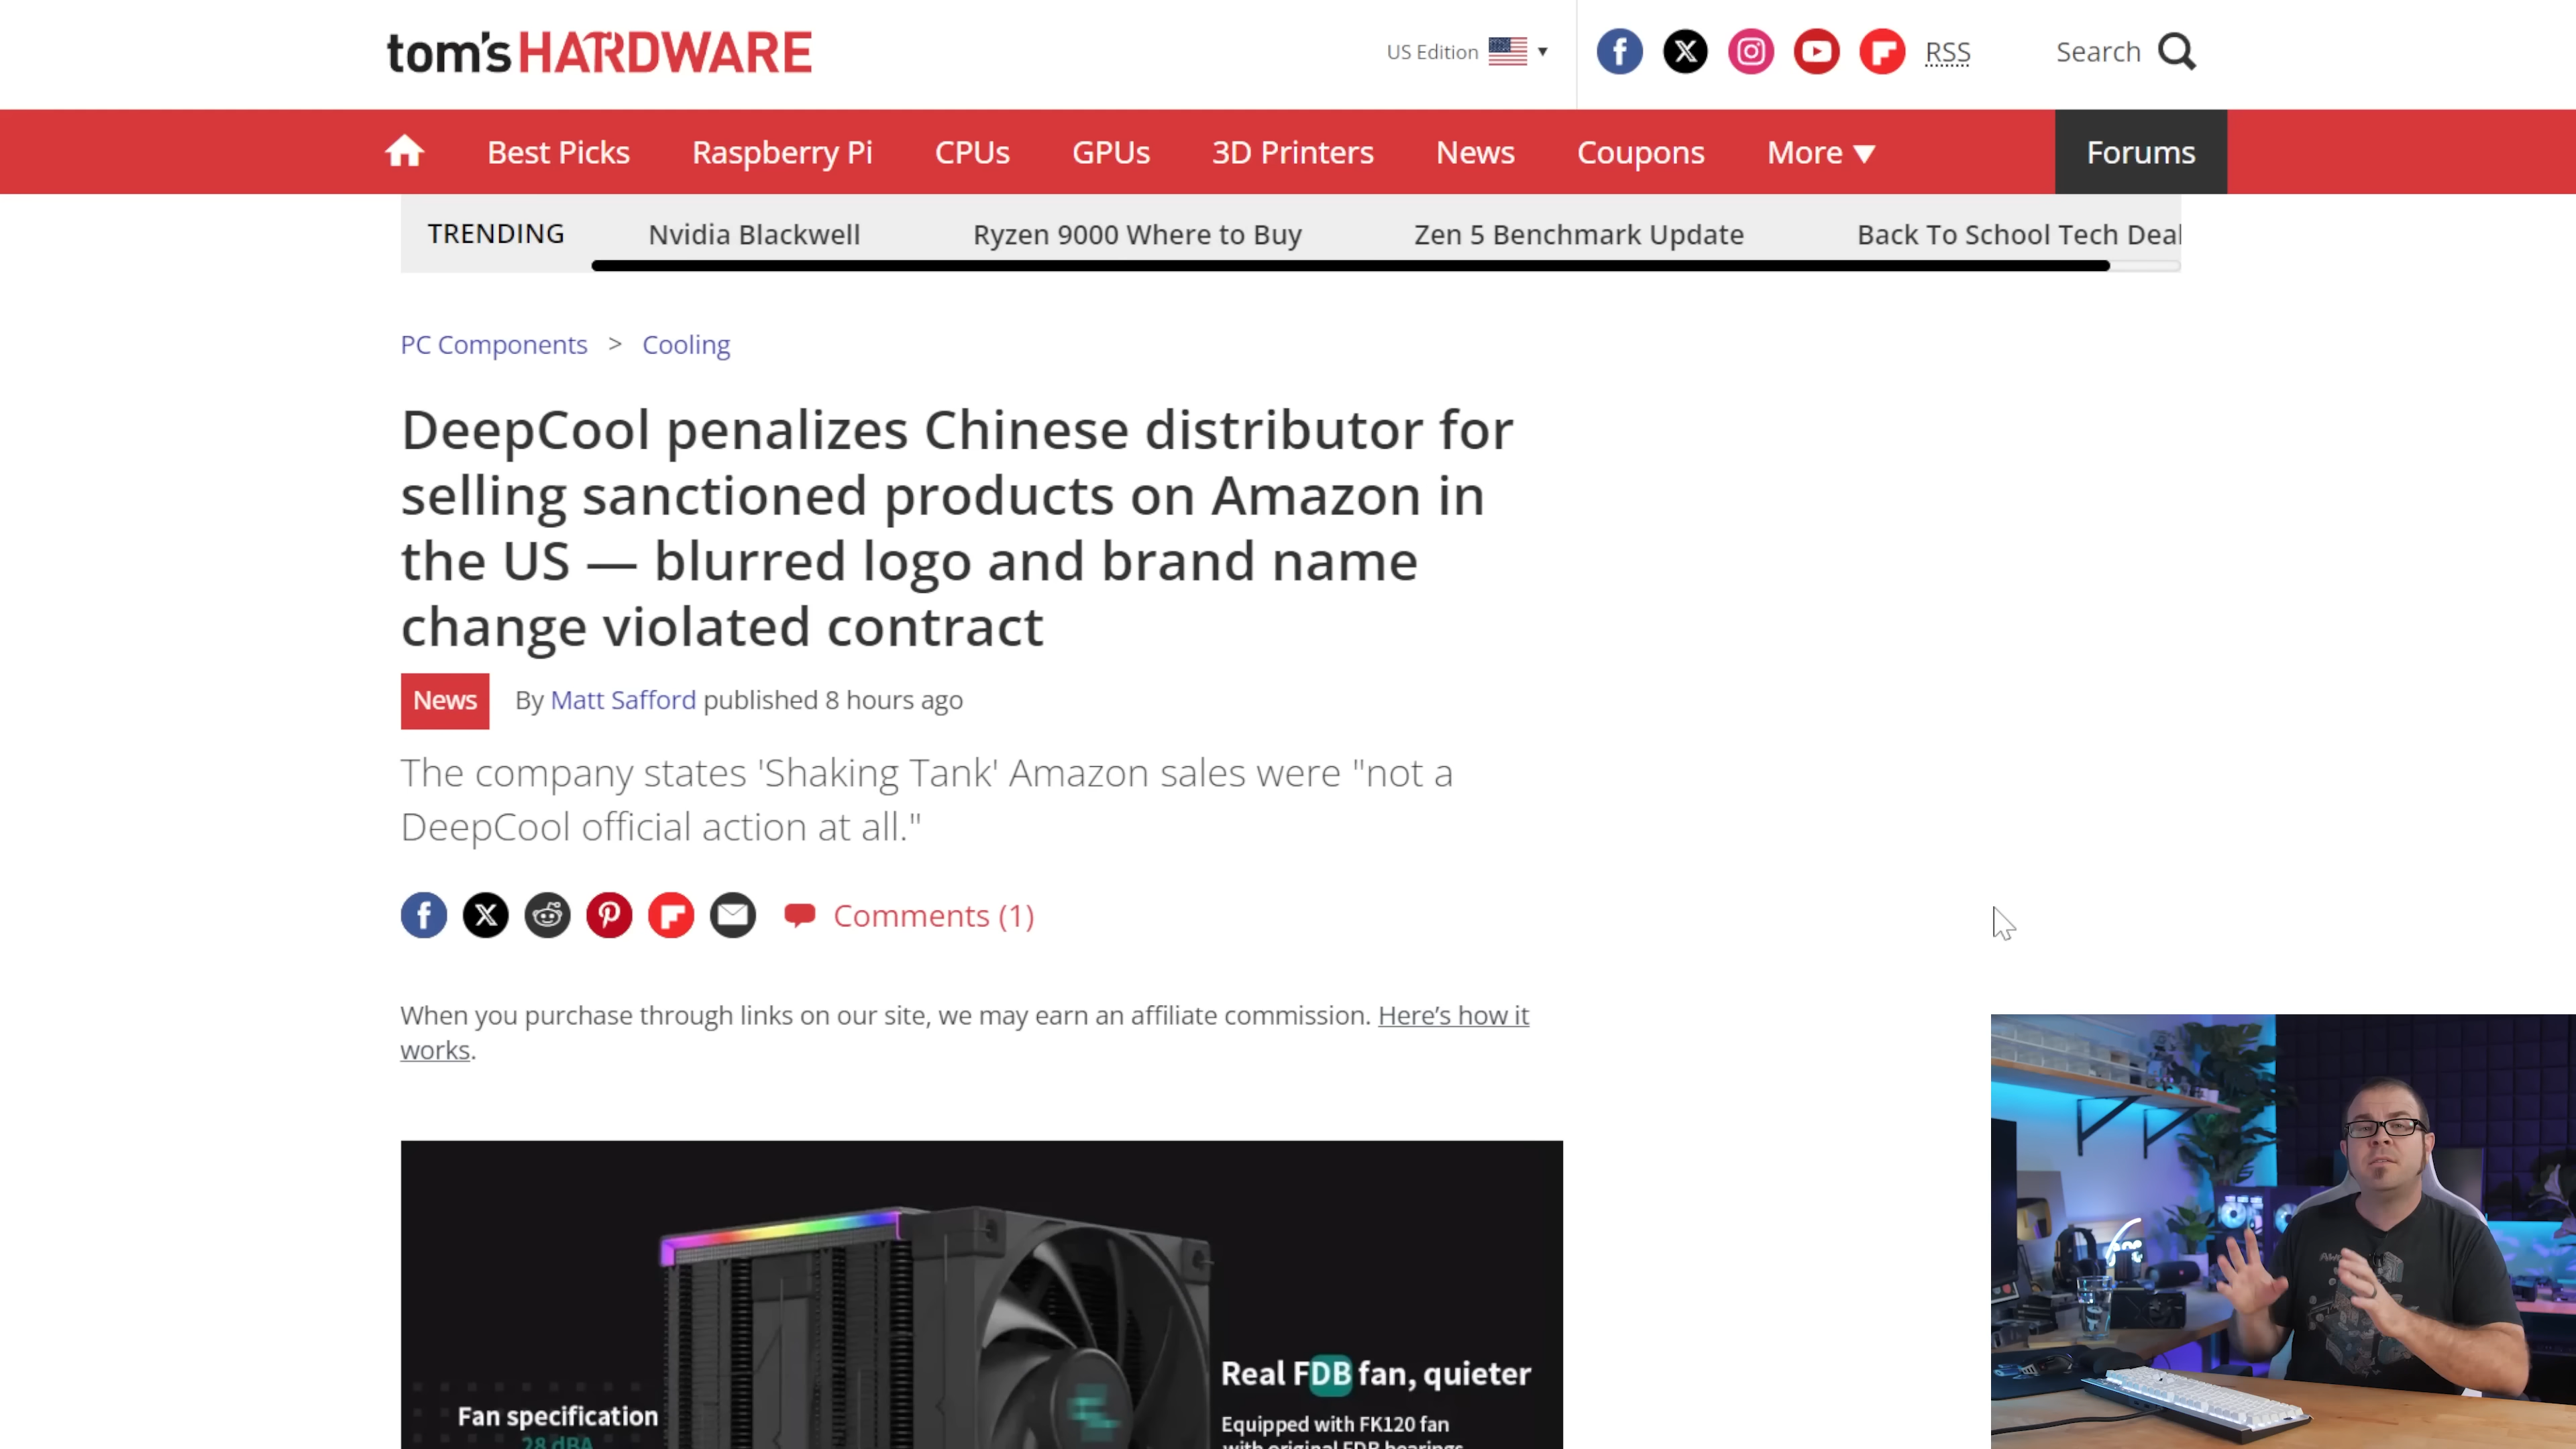 tom's HARDWARE
US Edition
RSS
Search
Best Picks
Raspberry Pi
CPUs
GPUs
3D Printers
News
Coupons
More
Forums
TRENDING
Nvidia Blackwell
Ryzen 9000 Where to Buy
Zen 5 Benchmark Update
Back To School Tech Deal
PC Components > Cooling
DeepCool penalizes Chinese distributor for
selling sanctioned products on Amazon in
the US — blurred logo and brand name
change violated contract
News
By Matt Safford published 8 hours ago
The company states 'Shaking Tank' Amazon sales were "not a
DeepCool official action at all."
Comments (1)
When you purchase through links on our site, we may earn an affiliate commission. Here's how it
works.
Real FDB fan, quieter
Fan specification
28 dBA
Equipped with FK120 fan
with original FDB bearings